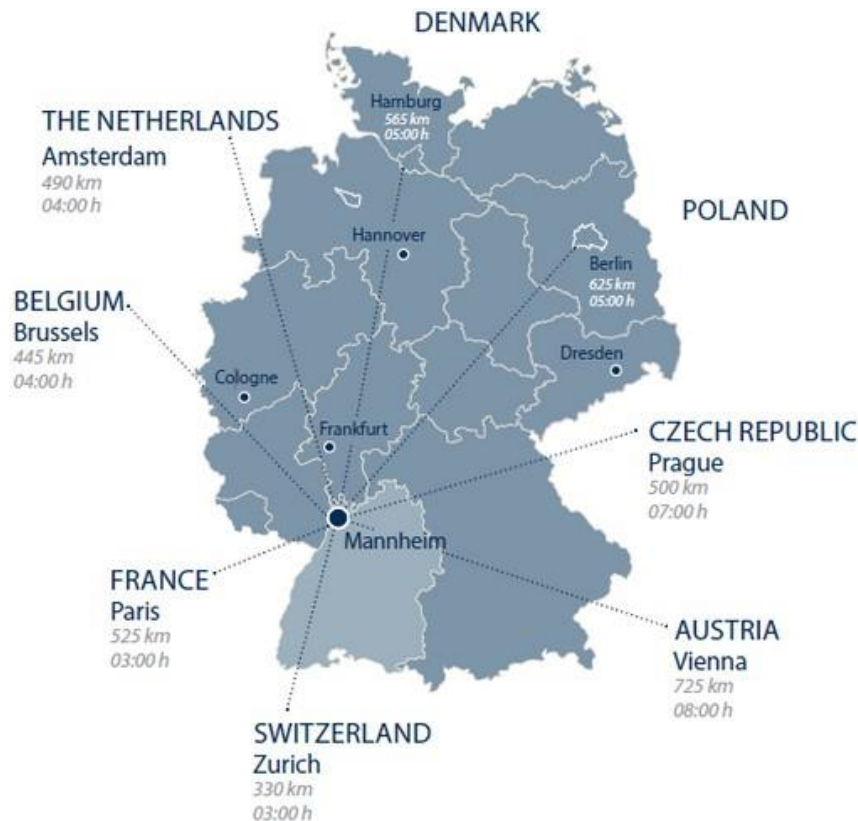 DENMARK
Hamburg
565 km
05:00 h
THE NETHERLANDS
Amsterdam
490 km
04:00 h
POLAND
Hannover
Berlin
625 km
05:00 h
BELGIUM
Brussels
445 km
04:00 h
Dresden
Cologne
Frankfurt
CZECH REPUBLIC
Prague
500 km
07:00 h
Mannheim
FRANCE
Paris
525 km
03:00 h
AUSTRIA
Vienna
725 km
08:00 h
SWITZERLAND
Zurich
330 km
03:00 h